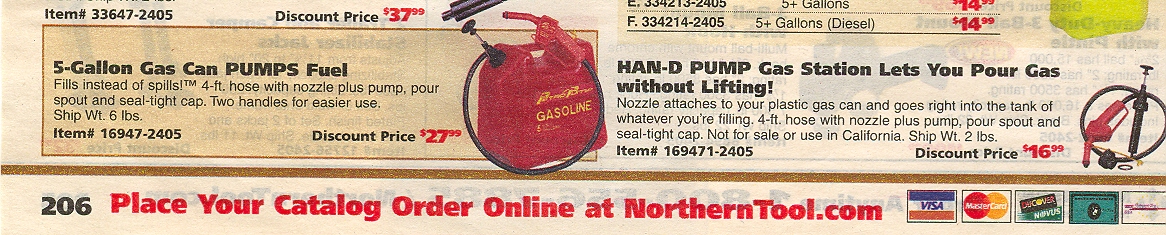 Item# 33647-2405 Discount Price $37⁹⁹
E. 334213-2405 5+ Gallons
F. 334214-2405 5+ Gallons (Diesel) $14⁹⁹
5-Gallon Gas Can PUMPS Fuel
Fills instead of spills!™ 4-ft. hose with nozzle plus pump, pour
spout and seal-tight cap. Two handles for easier use.
Ship Wt. 6 lbs.
Item# 16947-2405 Discount Price $27⁹⁹
GASOLINE
HAN-D PUMP Gas Station Lets You Pour Gas
without Lifting!
Nozzle attaches to your plastic gas can and goes right into the tank of
whatever you're filling. 4-ft. hose with nozzle plus pump, pour spout and
seal-tight cap. Not for sale or use in California. Ship Wt. 2 lbs.
Item# 169471-2405 Discount Price $16⁹⁹
206 Place Your Catalog Order Online at NorthernTool.com
VISA
MasterCard
DISCOVER
NOVUS